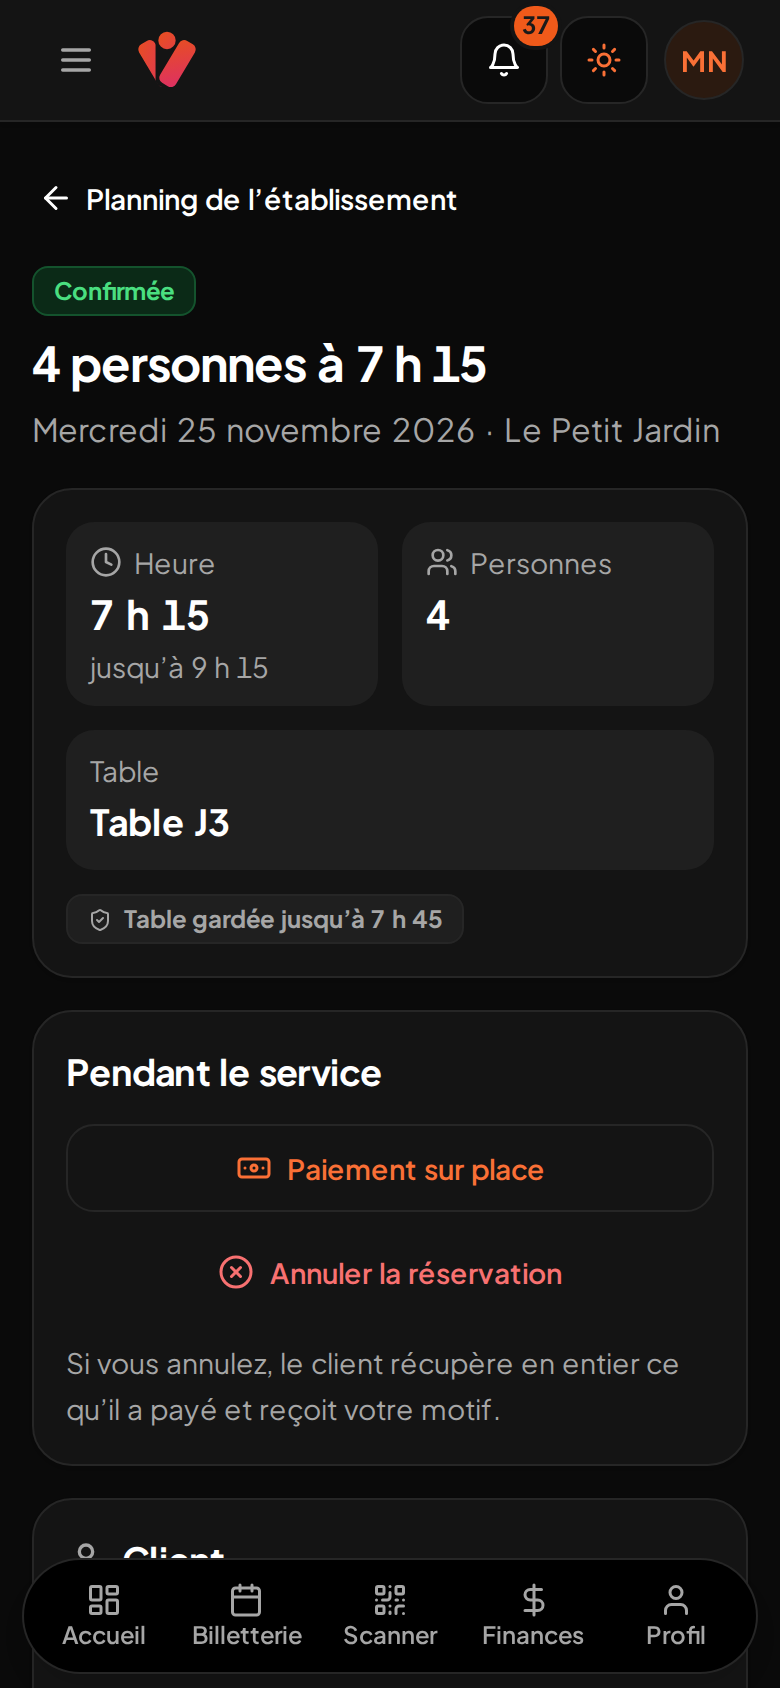 37
MN
Planning de l’établissement
Confirmée
4 personnes à 7 h 15
Mercredi 25 novembre 2026 · Le Petit Jardin
Heure
7 h 15
jusqu’à 9 h 15
Personnes
4
Table
Table J3
Table gardée jusqu’à 7 h 45
Pendant le service
Paiement sur place
Annuler la réservation
Si vous annulez, le client récupère en entier ce
qu’il a payé et reçoit votre motif.
Client
Accueil
Billetterie
Scanner
Finances
Profil